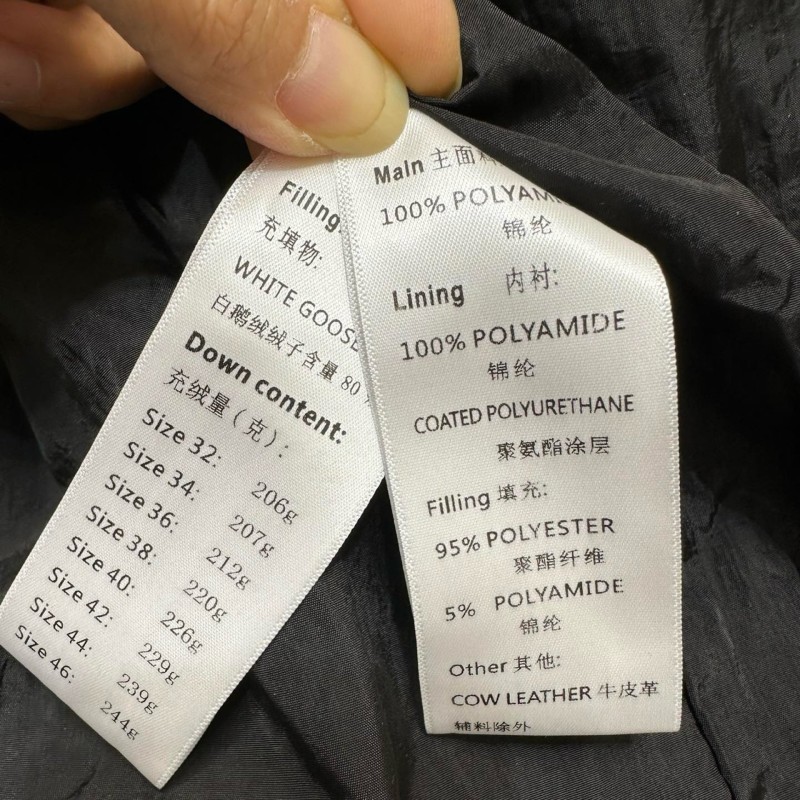 Filling:
充填物:
WHITE GOOSE
白鹅绒绒子含量 80
Down content:
充绒量(克):
Size 32: 206g
Size 34: 207g
Size 36: 212g
Size 38: 220g
Size 40: 226g
Size 42: 229g
Size 44: 239g
Size 46: 244g
Main 主面料
100% POLYAM
锦纶
Lining 内衬:
100% POLYAMIDE
锦纶
COATED POLYURETHANE
聚氨酯涂层
Filling 填充:
95% POLYESTER
聚酯纤维
5% POLYAMIDE
锦纶
Other 其他:
COW LEATHER 牛皮革
辅料除外